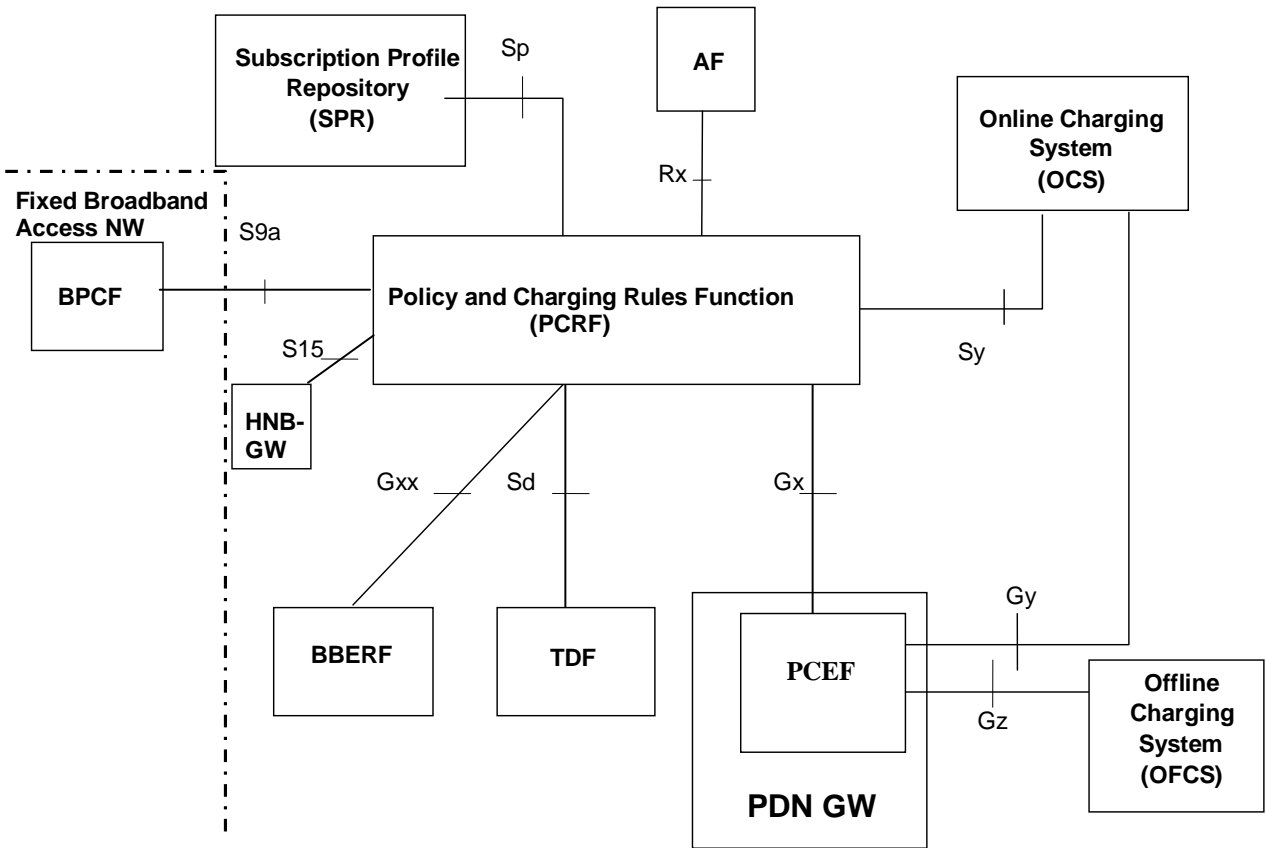 Subscription Profile
Repository
(SPR)
Sp
AF
Online Charging
System
(OCS)
Rx
Fixed Broadband
Access NW
S9a
BPCF
Policy and Charging Rules Function
(PCRF)
S15
Sy
HNB-
GW
Gxx
Sd
Gx
BBERF
TDF
PCEF
Gy
Gz
Offline
Charging
System
(OFCS)
PDN GW